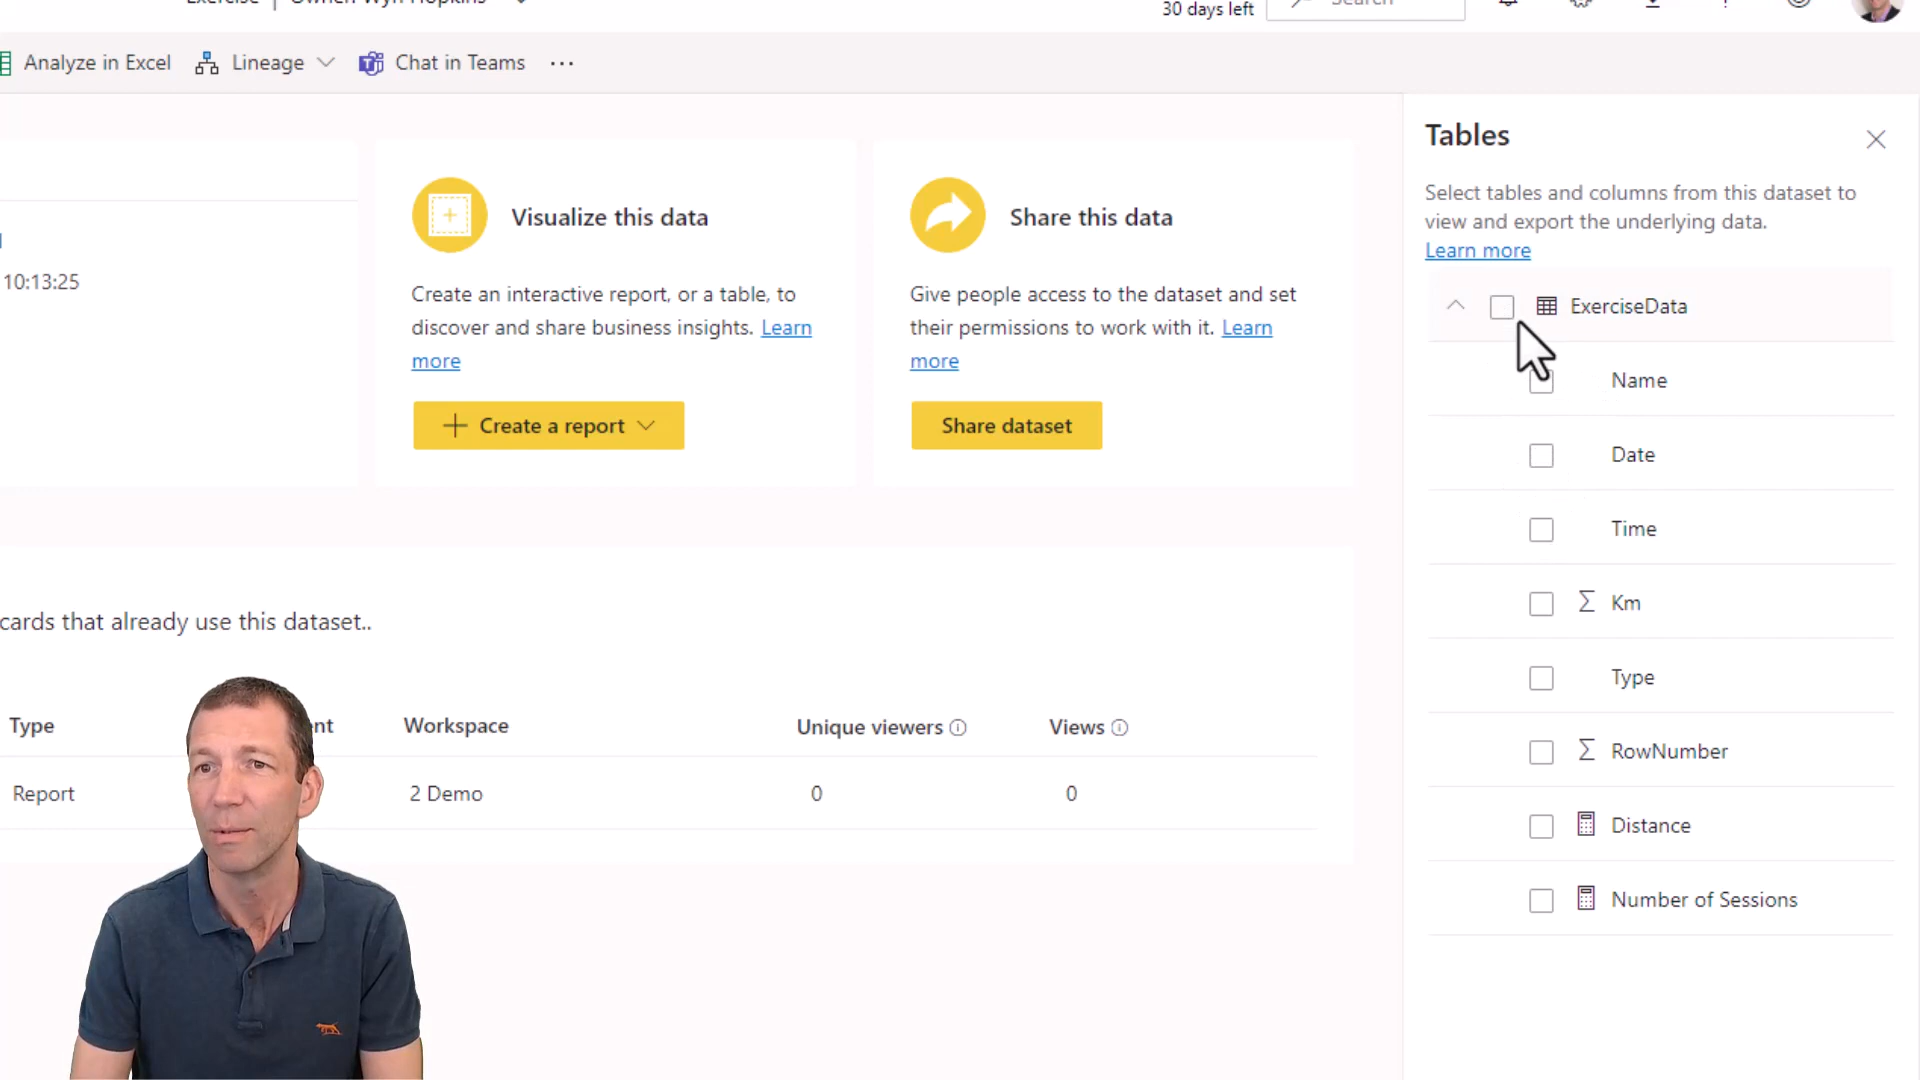 30 days left
Search
Analyze in Excel
Lineage
Chat in Teams
Tables
Select tables and columns from this dataset to
view and export the underlying data.
Learn more
ExerciseData
Name
Date
Time
Km
Type
RowNumber
Distance
Number of Sessions
10:13:25
Visualize this data
Create an interactive report, or a table, to
discover and share business insights. Learn
more
Create a report
Share this data
Give people access to the dataset and set
their permissions to work with it. Learn
more
Share dataset
cards that already use this dataset..
Type
Workspace
Unique viewers
Views
Report
2 Demo
0
0